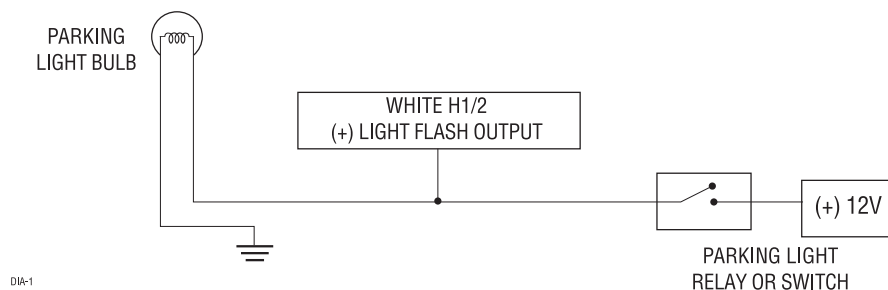 PARKING
LIGHT BULB
WHITE H1/2
(+) LIGHT FLASH OUTPUT
(+) 12V
PARKING LIGHT
RELAY OR SWITCH
DIA-1